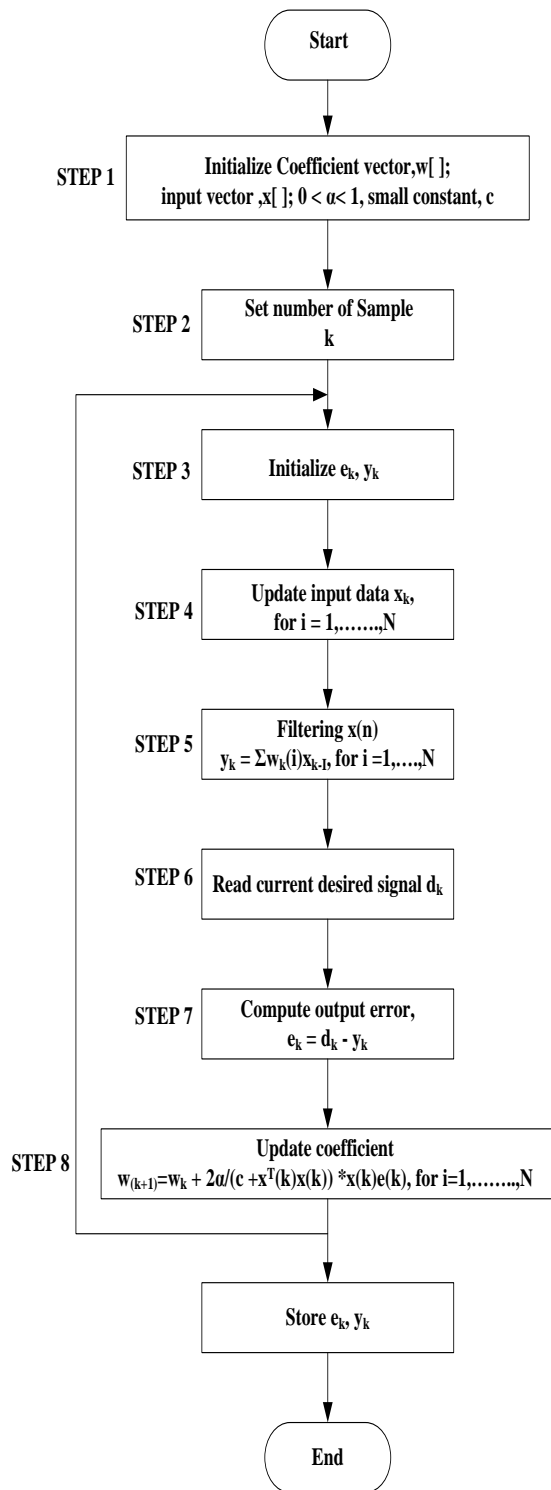 Start
STEP 1
Initialize Coefficient vector,w[ ];
input vector ,x[ ]; 0 < α< 1, small constant, c
STEP 2
Set number of Sample
k
STEP 3
Initialize eₖ, yₖ
STEP 4
Update input data xₖ,
for i = 1,…….,N
STEP 5
Filtering x(n)
yₖ = Σwₖ(i)xₖ₋I, for i =1,….,N
STEP 6
Read current desired signal dₖ
STEP 7
Compute output error,
eₖ = dₖ - yₖ
STEP 8
Update coefficient
w₍ₖ₊₁₎=wₖ + 2α/(c +xᵀ(k)x(k)) *x(k)e(k), for i=1,……..,N
Store eₖ, yₖ
End